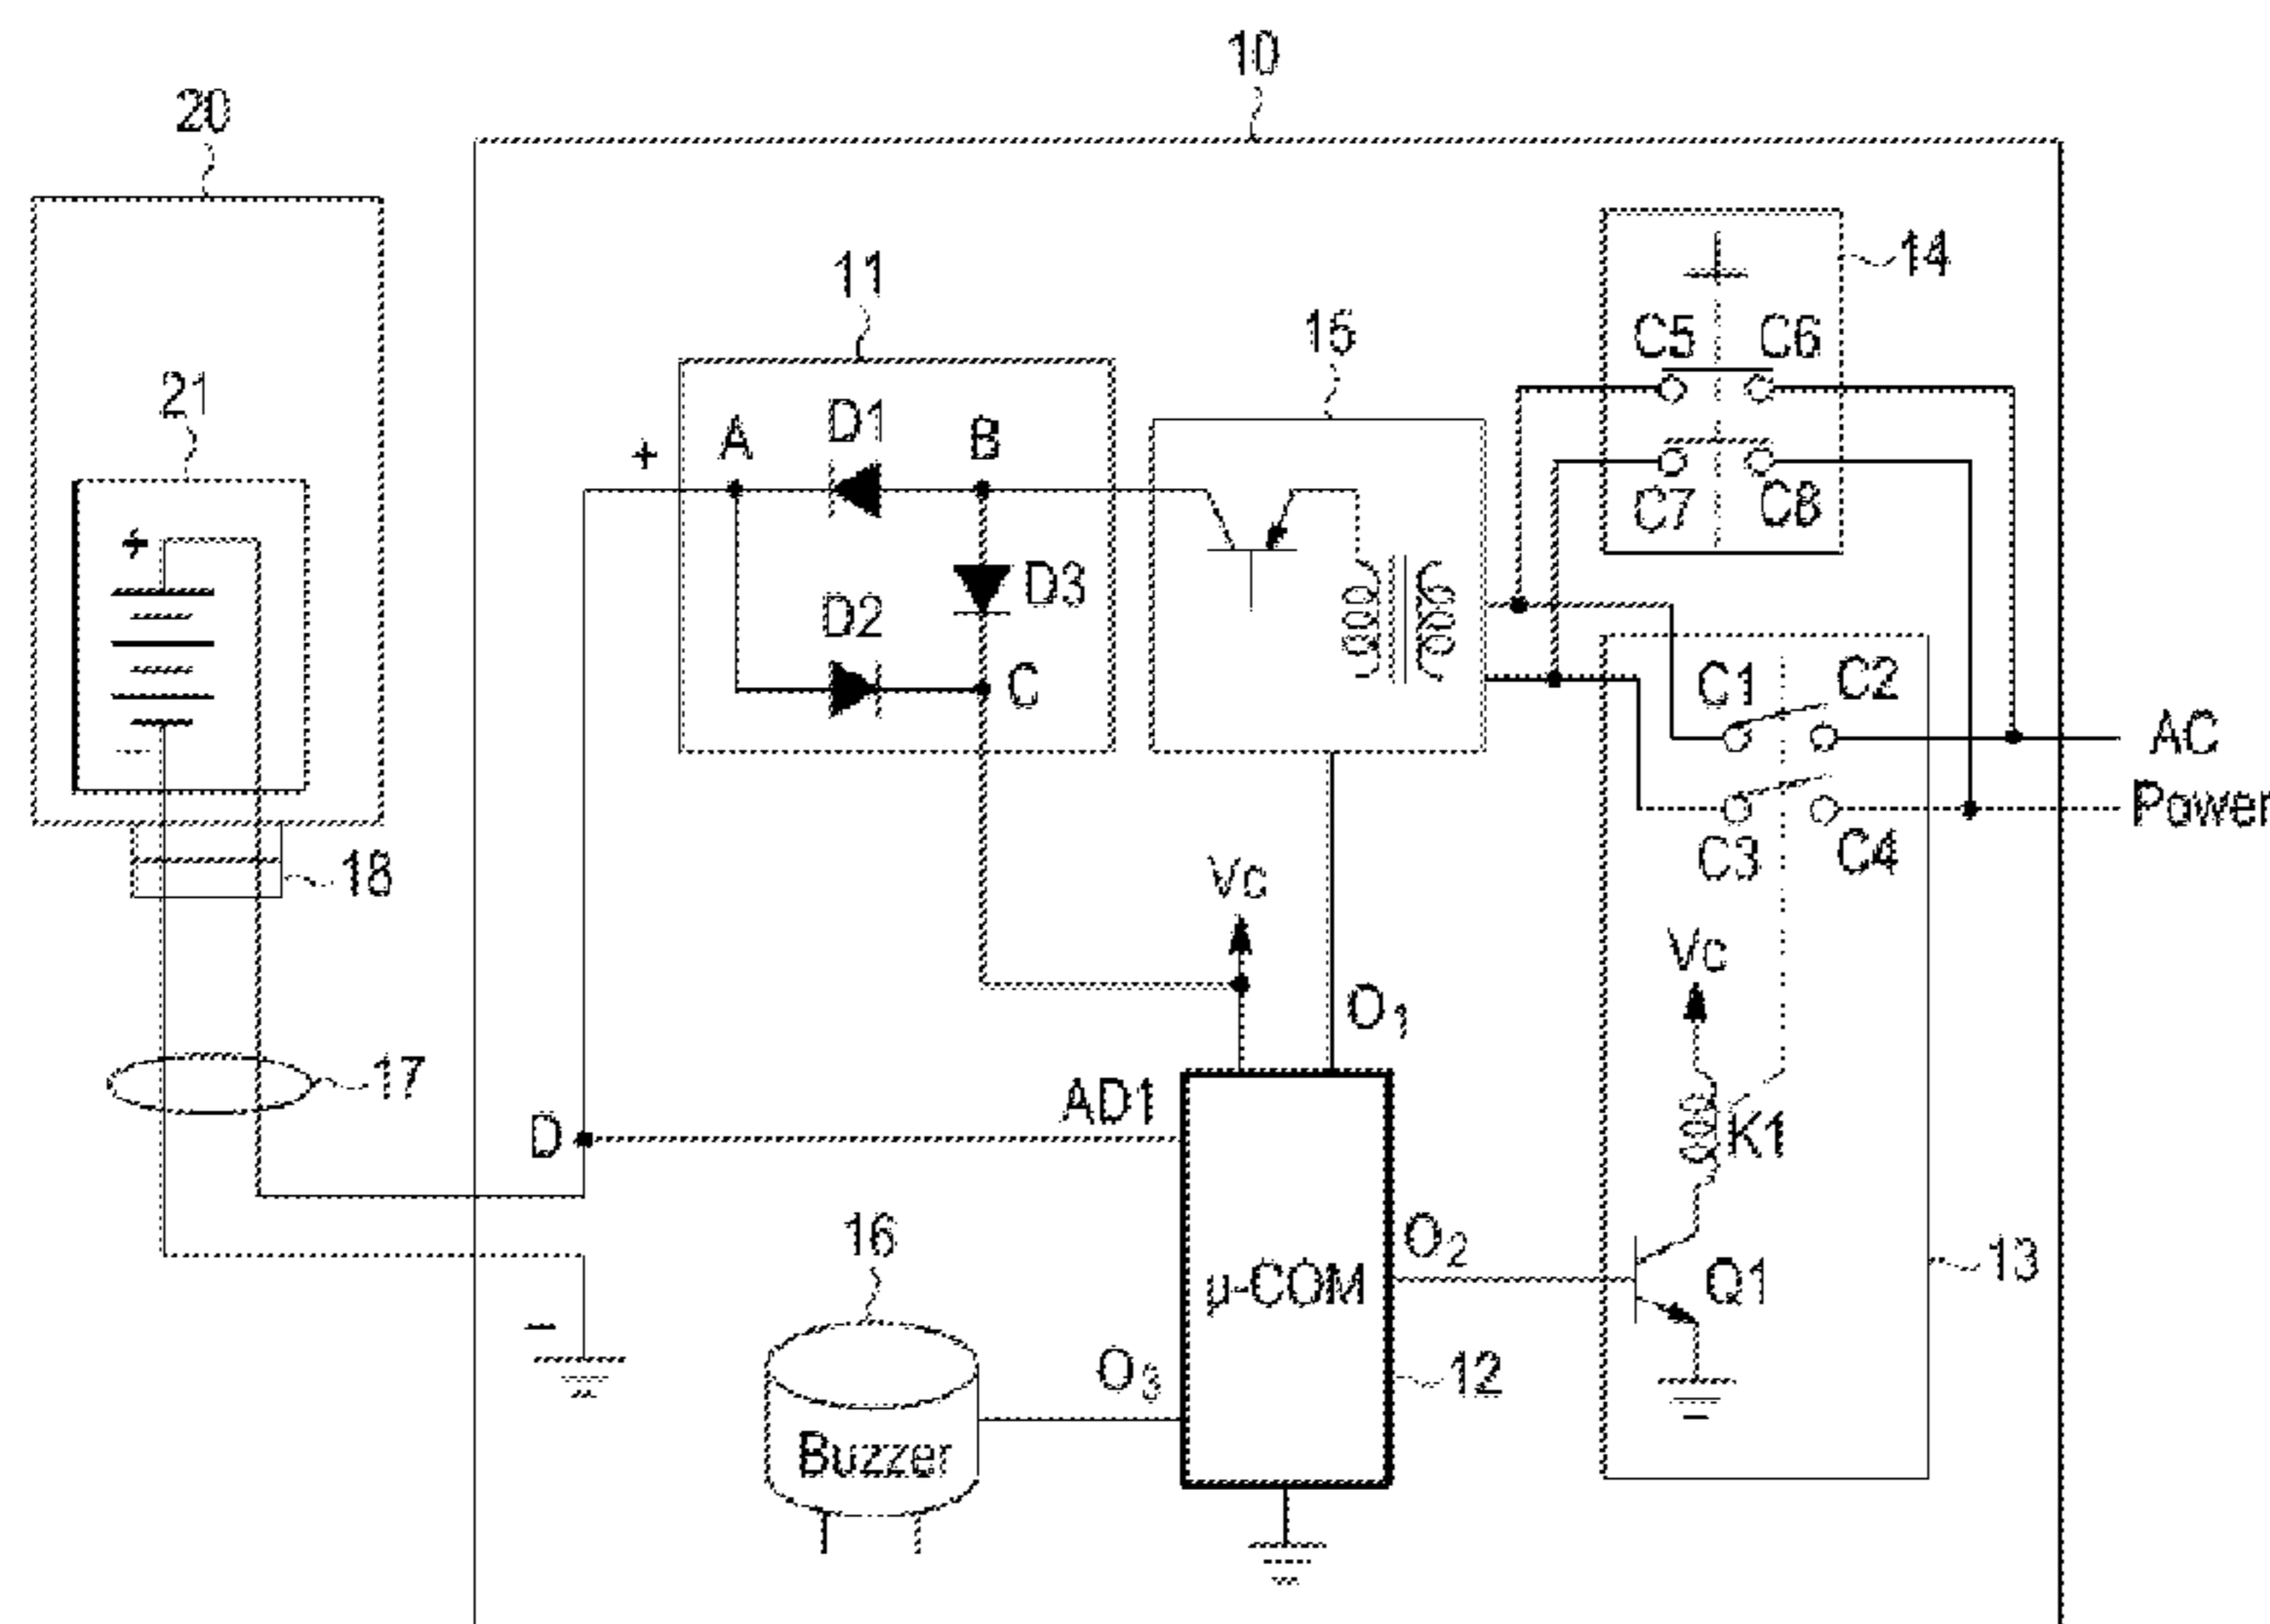 10
20
11
14
15
21
C5 C6
+ A D1 B
C7 C8
+
D3
D2
C
C1 C2
AC
Power
C3 C4
18
Vc
Vc
O1
17
AD1
D
K1
16
O2
µ-COM
Q1
13
−
O3
12
Buzzer